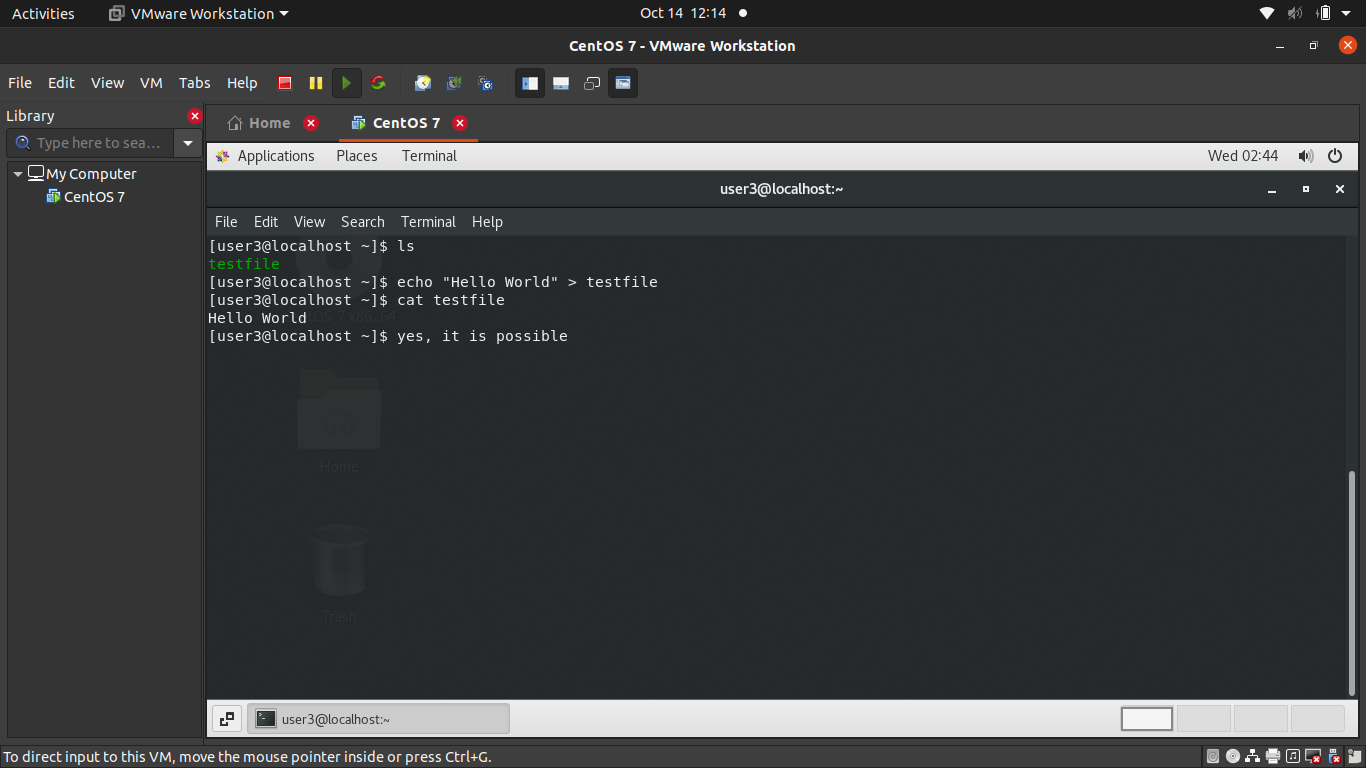 Activities VMware Workstation Oct 14 12:14
CentOS 7 - VMware Workstation
File Edit View VM Tabs Help
Library
Type here to sea...
My Computer
CentOS 7
Home CentOS 7
Applications Places Terminal Wed 02:44
user3@localhost:~
File Edit View Search Terminal Help
[user3@localhost ~]$ ls
testfile
[user3@localhost ~]$ echo "Hello World" > testfile
[user3@localhost ~]$ cat testfile
Hello World
[user3@localhost ~]$ yes, it is possible
Home
Trash
user3@localhost:~
To direct input to this VM, move the mouse pointer inside or press Ctrl+G.